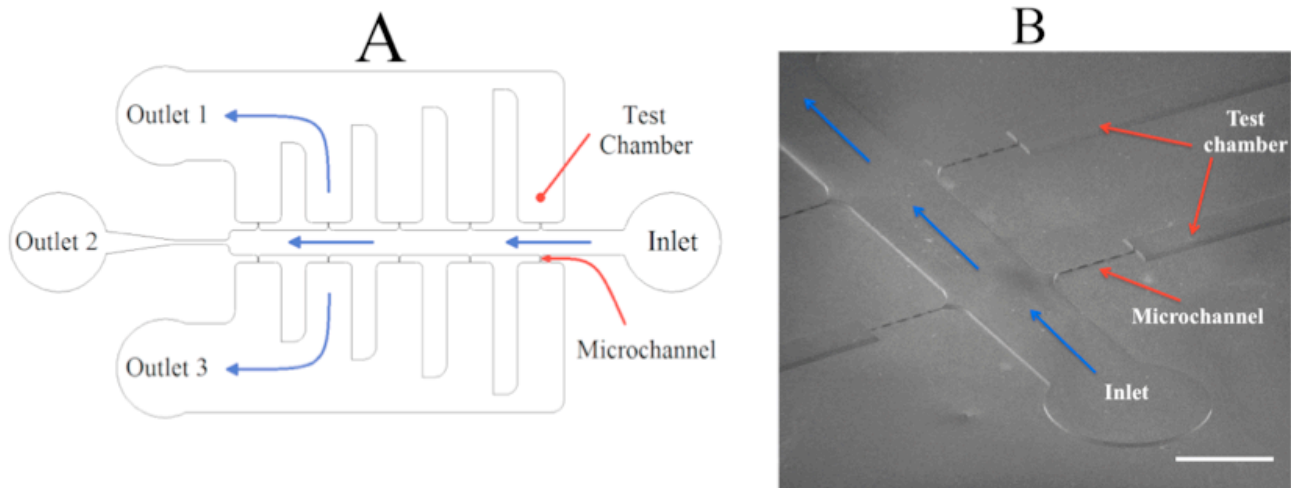 A
Outlet 1
Test
Chamber
Outlet 2
Inlet
Outlet 3
Microchannel
B
Test
chamber
Microchannel
Inlet